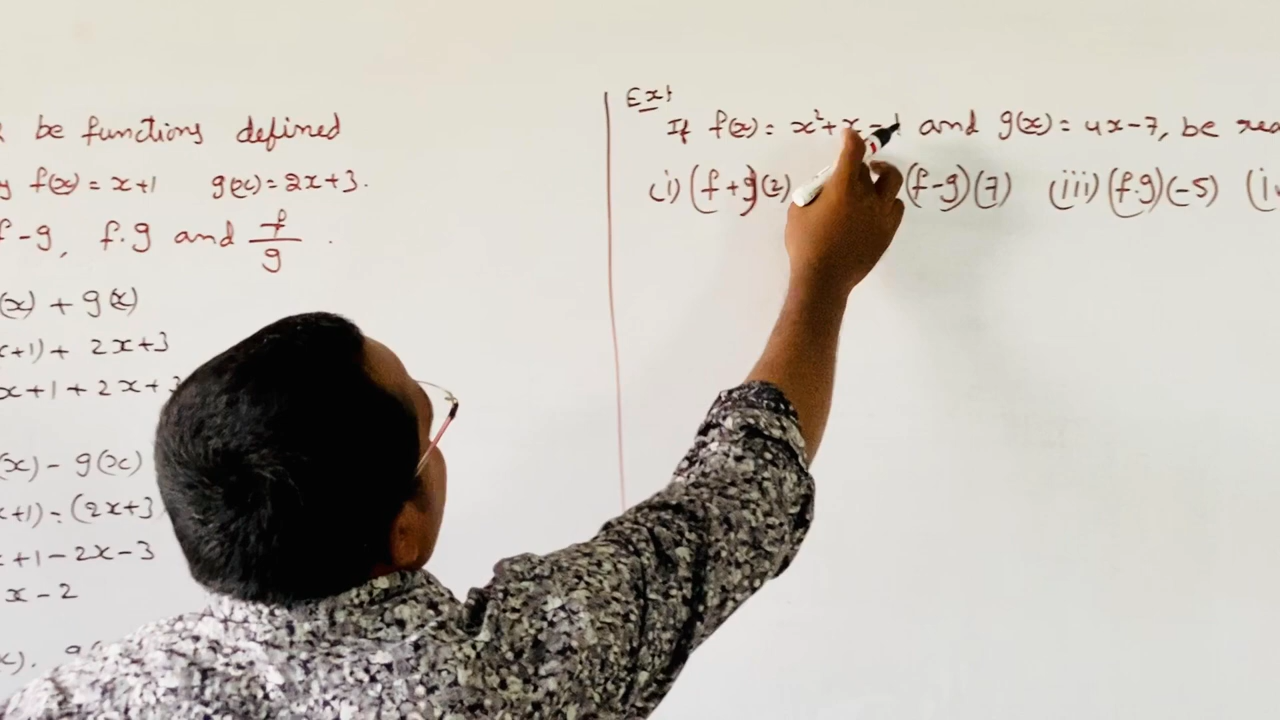 be functions defined
f(x) = x+1 g(x) = 2x+3.
f-g, f.g and f/g .
(x) + g(x)
x+1) + 2x+3
x+1+2x+3
(x) - g(x)
x+1) - (2x+3
x+1-2x-3
x-2
Ex:
If f(x) = x²+x-1 and g(x) = 4x-7, be rea
(i) (f+g)(2) (f-g)(7) (iii) (f.g)(-5) (i